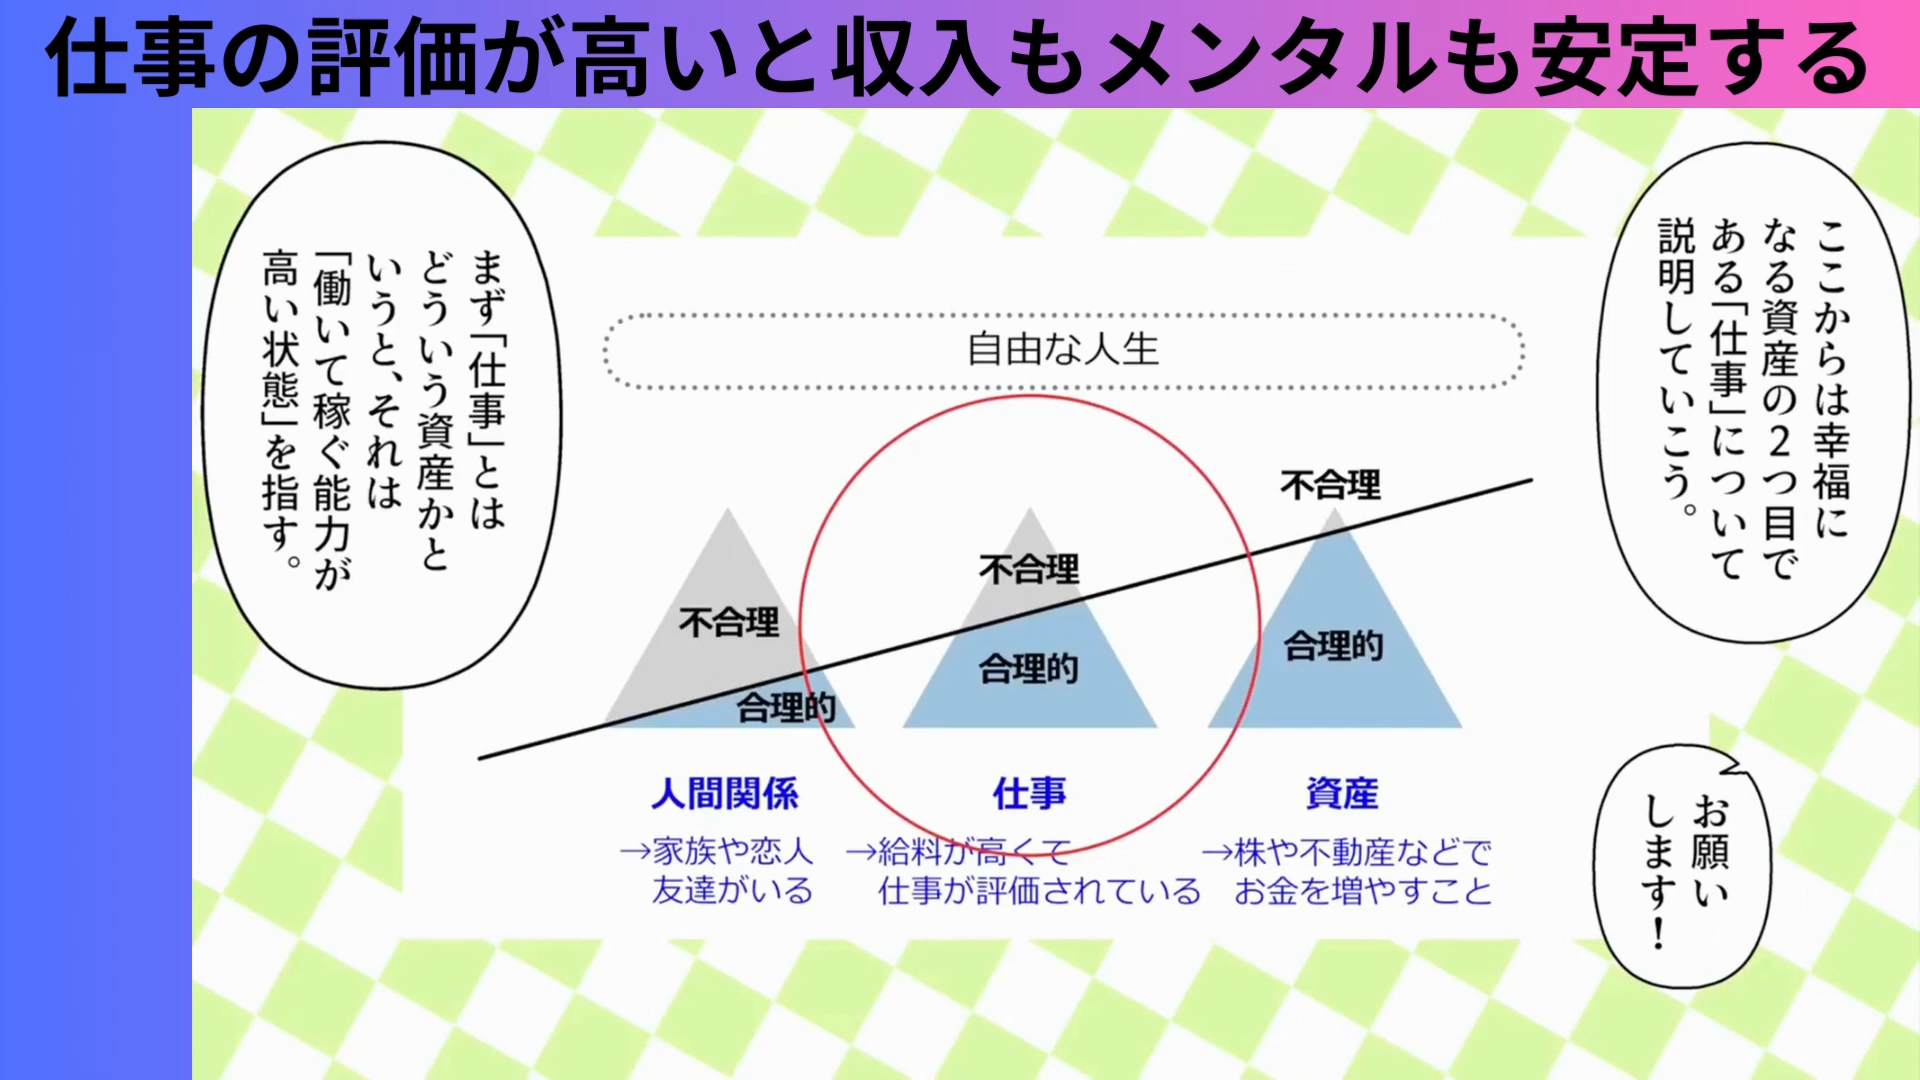 仕事の評価が高いと収入もメンタルも安定する
ここからは幸福に
なる資産の2つ目で
ある「仕事」について
説明していこう。
まず「仕事」とは
どういう資産かと
いうと、それは
「働いて稼ぐ能力が
高い状態」を指す。
自由な人生
不合理
不合理
不合理
合理的
合理的
合理的
人間関係
→家族や恋人
友達がいる
仕事
→給料が高くて
仕事が評価されている
資産
→株や不動産などで
お金を増やすこと
お願い
します！